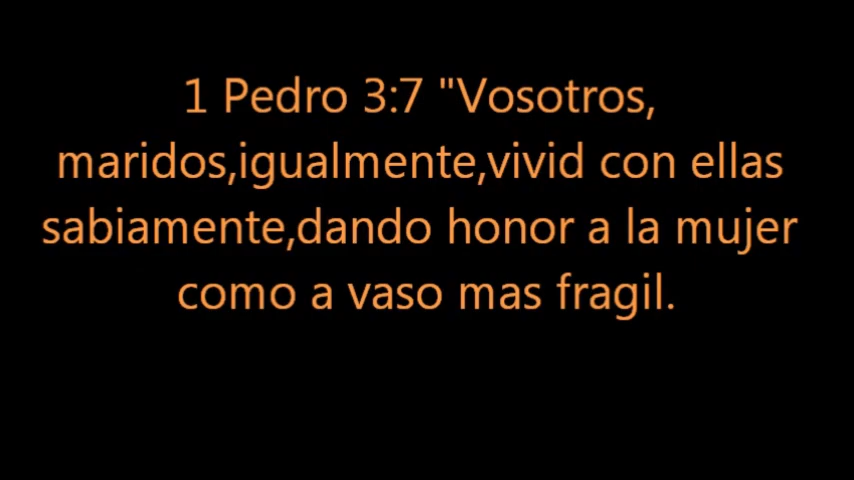 1 Pedro 3:7 "Vosotros,
maridos,igualmente,vivid con ellas
sabiamente,dando honor a la mujer
como a vaso mas fragil.